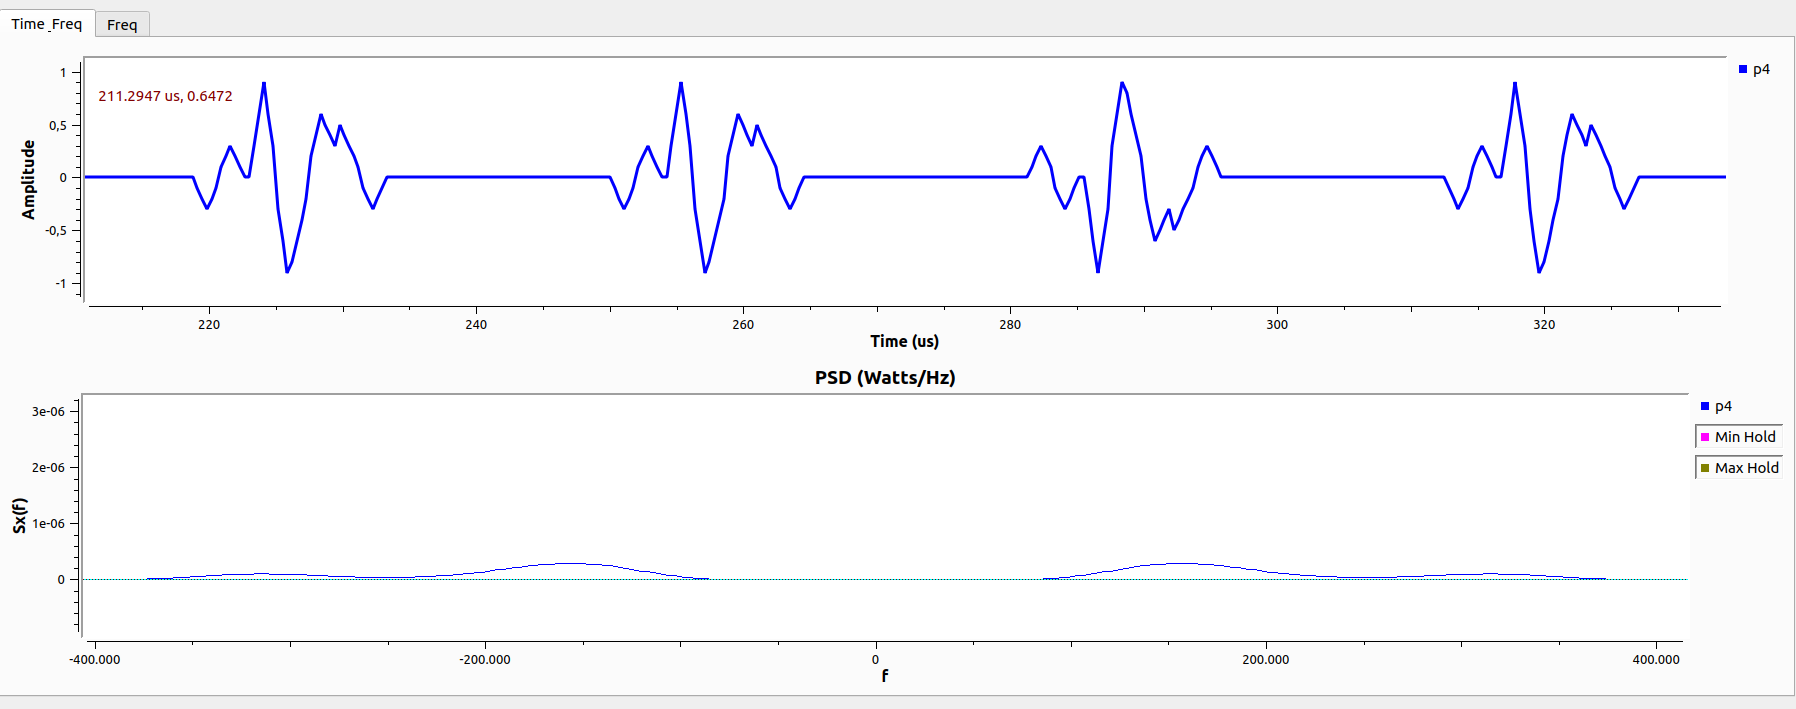 Time_Freq Freq
p4
211.2947 us, 0.6472
Amplitude
1
0,5
0
-0,5
-1
220 240 260 280 300 320
Time (us)
PSD (Watts/Hz)
p4
Min Hold
Max Hold
Sx(f)
3e-06
2e-06
1e-06
0
-400.000 -200.000 0 200.000 400.000
f